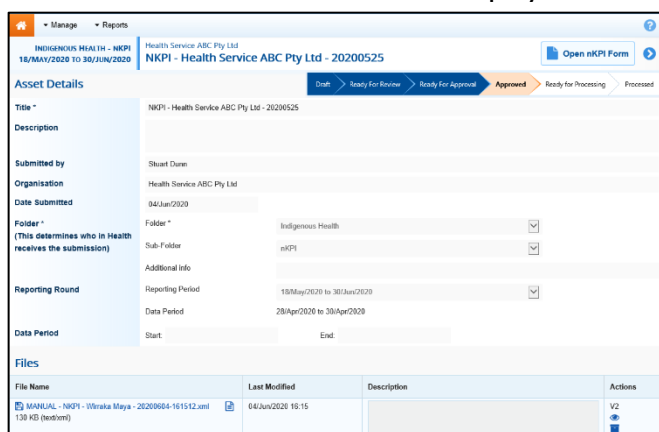 Manage Reports
INDIGENOUS HEALTH - NKPI
18/MAY/2020 TO 30/JUN/2020
Health Service ABC Pty Ltd
NKPI - Health Service ABC Pty Ltd - 20200525
Open nKPI Form
Asset Details
Draft Ready For Review Ready For Approval Approved Ready for Processing Processed
Title * NKPI - Health Service ABC Pty Ltd - 20200525
Description
Submitted by Stuart Dunn
Organisation Health Service ABC Pty Ltd
Date Submitted 04/Jun/2020
Folder * Folder * Indigenous Health
(This determines who in Health
receives the submission) Sub-Folder nKPI
Additional Info
Reporting Round Reporting Period 18/May/2020 to 30/Jun/2020
Data Period 28/Apr/2020 to 30/Apr/2020
Data Period Start: End:
Files
File Name Last Modified Description Actions
MANUAL - NKPI - Wirraka Maya - 20200604-161512.xml 04/Jun/2020 16:15 V2
130 KB (text/xml)